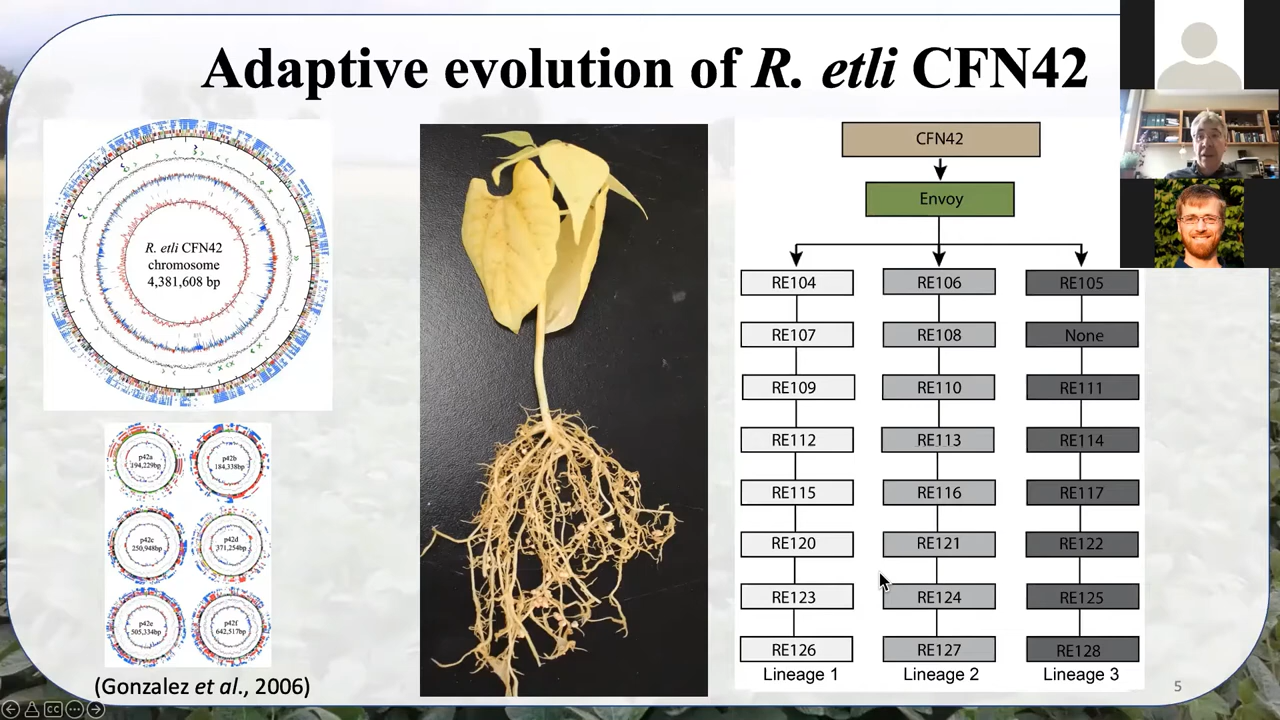 Adaptive evolution of R. etli CFN42
R. etli CFN42
chromosome
4,381,608 bp
p42a
194,229bp
p42b
184,338bp
p42c
250,948bp
p42d
371,254bp
p42e
505,334bp
p42f
642,517bp
(Gonzalez et al., 2006)
CFN42
Envoy
RE104
RE106
RE105
RE107
RE108
None
RE109
RE110
RE111
RE112
RE113
RE114
RE115
RE116
RE117
RE120
RE121
RE122
RE123
RE124
RE125
RE126
RE127
RE128
Lineage 1
Lineage 2
Lineage 3
5
CC